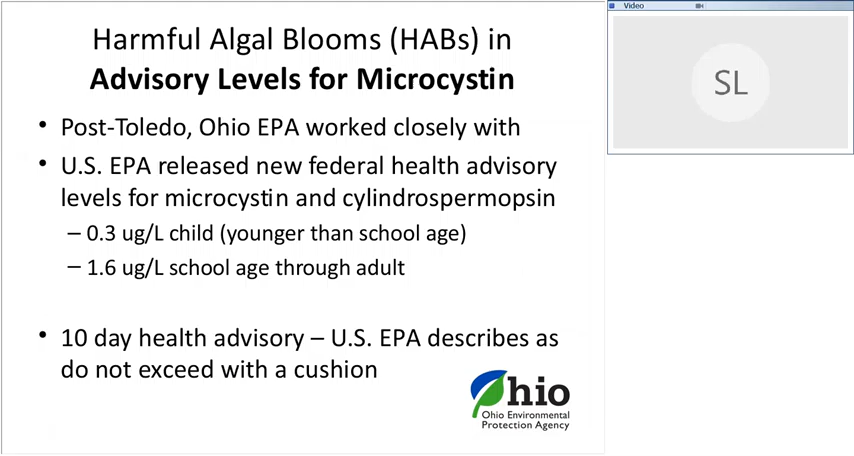 Harmful Algal Blooms (HABs) in
Advisory Levels for Microcystin
• Post-Toledo, Ohio EPA worked closely with
• U.S. EPA released new federal health advisory
levels for microcystin and cylindrospermopsin
– 0.3 ug/L child (younger than school age)
– 1.6 ug/L school age through adult
• 10 day health advisory – U.S. EPA describes as
do not exceed with a cushion
Ohio
Ohio Environmental
Protection Agency
Video
SL